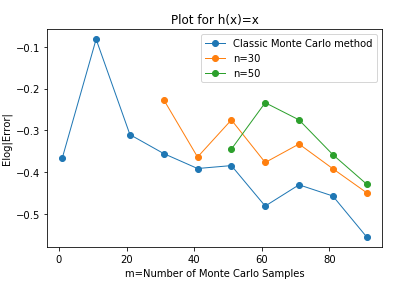 Plot for h(x)=x
Elog|Error|
−0.1
−0.2
−0.3
−0.4
−0.5
Classic Monte Carlo method
n=30
n=50
0
20
40
60
80
m=Number of Monte Carlo Samples